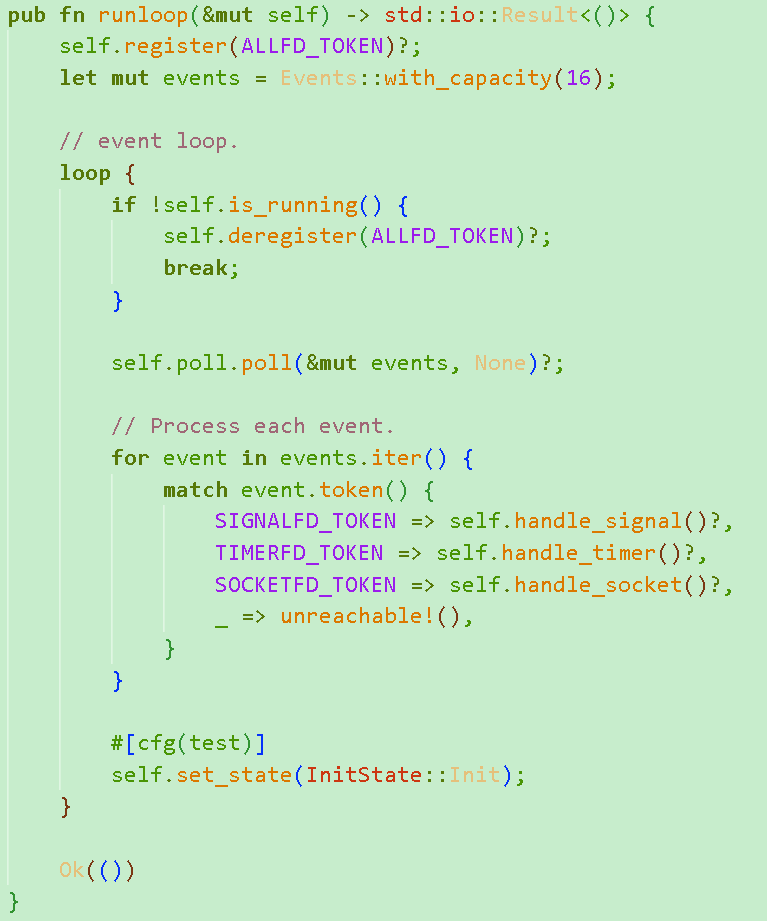 pub fn runloop(&mut self) -> std::io::Result<()> {
    self.register(ALLFD_TOKEN)?;
    let mut events = Events::with_capacity(16);

    // event loop.
    loop {
        if !self.is_running() {
            self.deregister(ALLFD_TOKEN)?;
            break;
        }

        self.poll.poll(&mut events, None)?;

        // Process each event.
        for event in events.iter() {
            match event.token() {
                SIGNALFD_TOKEN => self.handle_signal()?,
                TIMERFD_TOKEN => self.handle_timer()?,
                SOCKETFD_TOKEN => self.handle_socket()?,
                _ => unreachable!(),
            }
        }

        #[cfg(test)]
        self.set_state(InitState::Init);
    }

    Ok(())
}